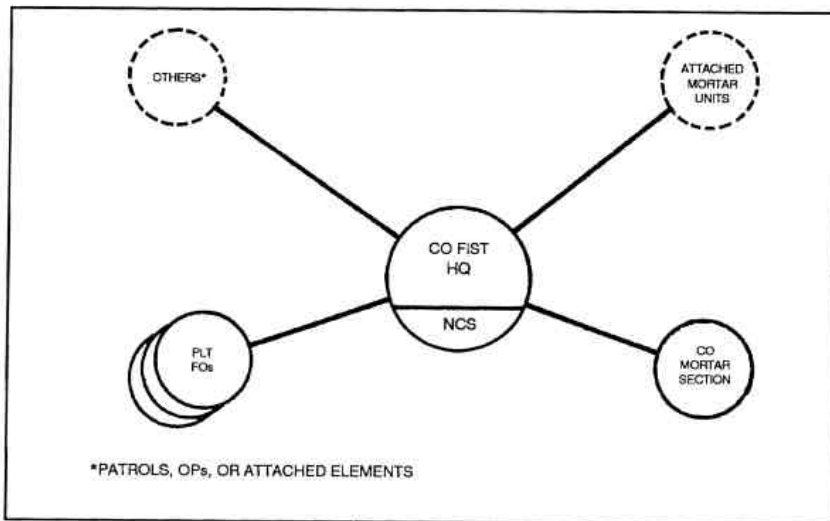 OTHERS*
ATTACHED
MORTAR
UNITS
CO FIST
HQ
NCS
PLT
FOs
CO
MORTAR
SECTION
*PATROLS, OPs, OR ATTACHED ELEMENTS